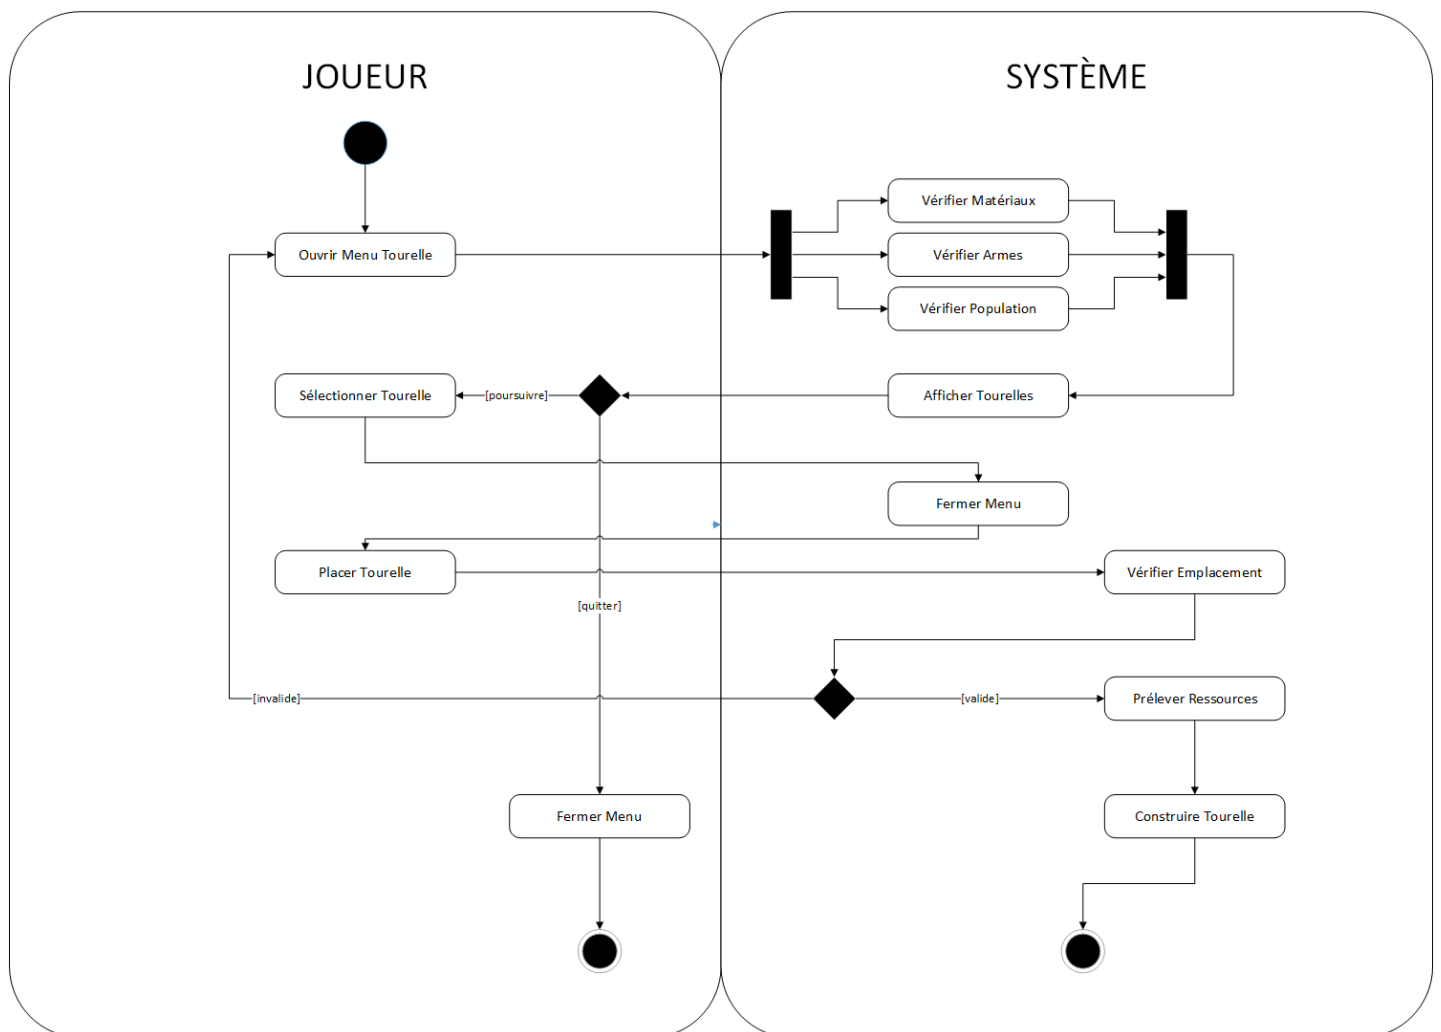 JOUEUR
SYSTÈME
Vérifier Matériaux
Ouvrir Menu Tourelle
Vérifier Armes
Vérifier Population
Sélectionner Tourelle
[poursuivre]
Afficher Tourelles
Fermer Menu
Placer Tourelle
Vérifier Emplacement
[quitter]
[invalide]
[valide]
Prélever Ressources
Fermer Menu
Construire Tourelle